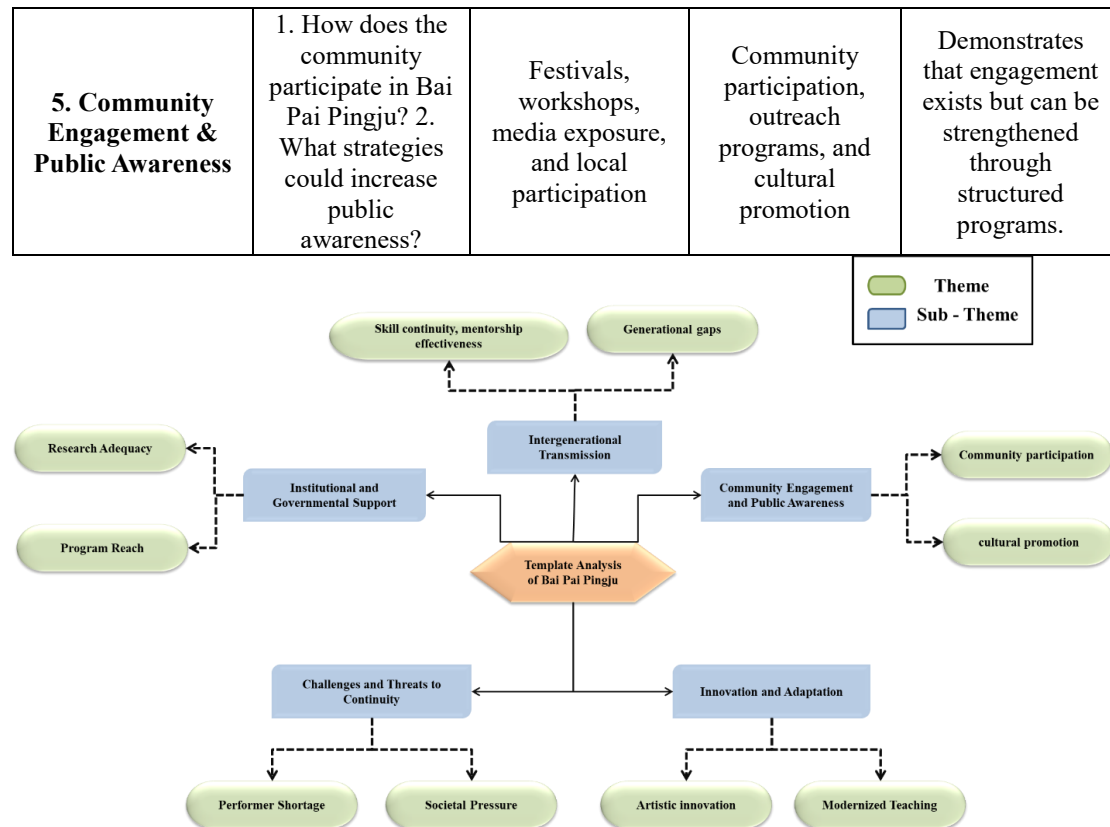 5. Community
Engagement &
Public Awareness
1. How does the
community
participate in Bai
Pai Pingju? 2.
What strategies
could increase
public
awareness?
Festivals,
workshops,
media exposure,
and local
participation
Community
participation,
outreach
programs, and
cultural
promotion
Demonstrates
that engagement
exists but can be
strengthened
through
structured
programs.
Theme
Sub - Theme
Skill continuity, mentorship
effectiveness
Generational gaps
Research Adequacy
Program Reach
Institutional and
Governmental Support
Intergenerational
Transmission
Community Engagement
and Public Awareness
Community participation
cultural promotion
Template Analysis
of Bai Pai Pingju
Challenges and Threats to
Continuity
Innovation and Adaptation
Performer Shortage
Societal Pressure
Artistic innovation
Modernized Teaching